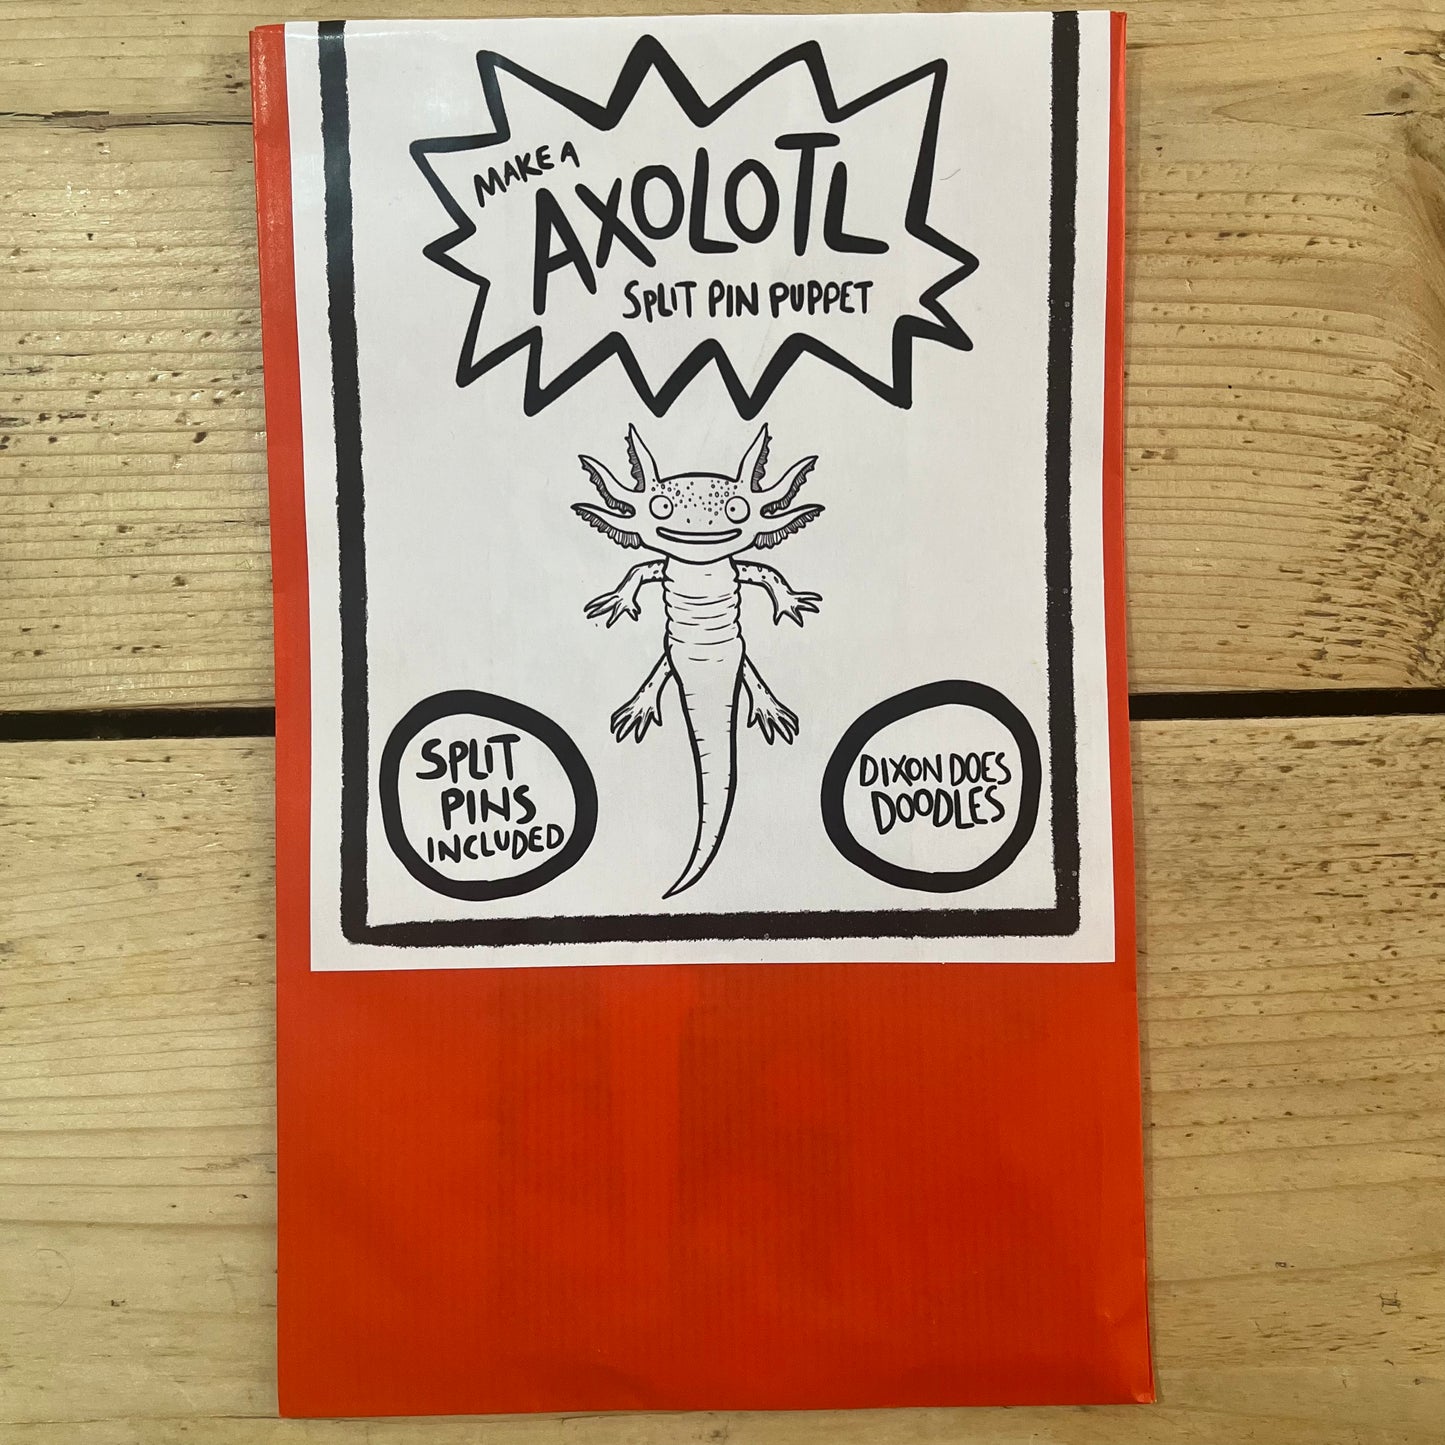 MAKE A
AXOLOTL
SPLIT PIN PUPPET
SPLIT
PINS
INCLUDED
DIXON DOES
DOODLES